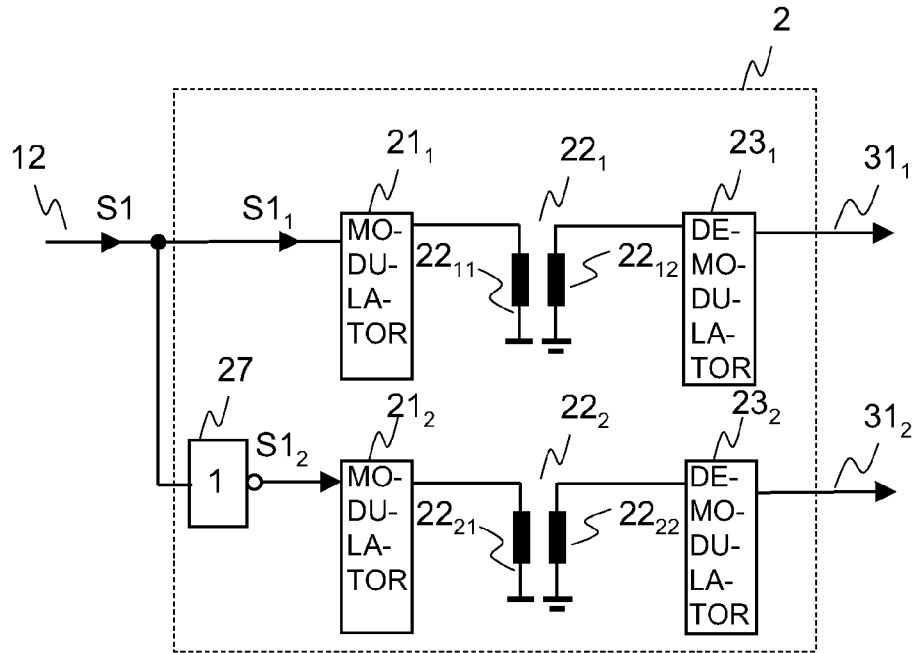 2
12
S1
S1₁
21₁
22₁
23₁
31₁
MO-
DU-
LA-
TOR
22₁₁
22₁₂
DE-
MO-
DU-
LA-
TOR
27
1
S1₂
21₂
22₂
23₂
31₂
MO-
DU-
LA-
TOR
22₂₁
22₂₂
DE-
MO-
DU-
LA-
TOR